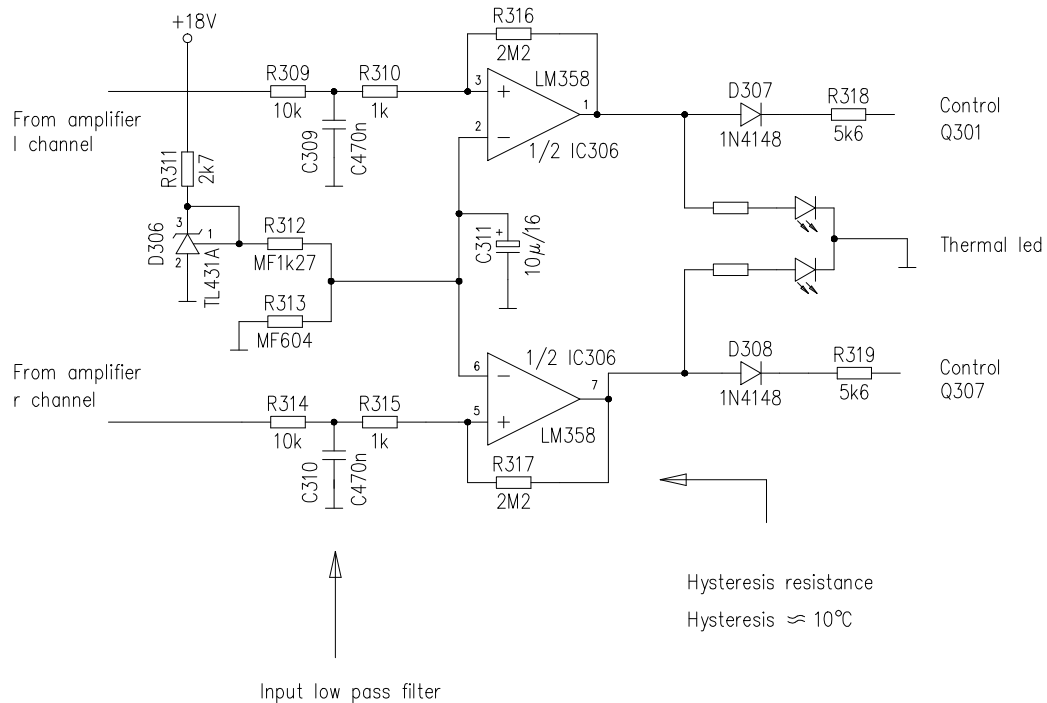 +18V
R316
2M2
LM358
R309
10k
R310
1k
3
+
1
2
−
1/2 IC306
D307
1N4148
R318
5k6
Control
Q301
From amplifier
l channel
C309
C470n
R311
2k7
D306
3
1
2
TL431A
R312
MF1k27
R313
MF604
C311
+
10µ/16
Thermal led
From amplifier
r channel
1/2 IC306
6
−
7
5
+
LM358
D308
1N4148
R319
5k6
Control
Q307
R314
10k
R315
1k
C310
C470n
R317
2M2
Hysteresis resistance
Hysteresis ≈ 10°C
Input low pass filter